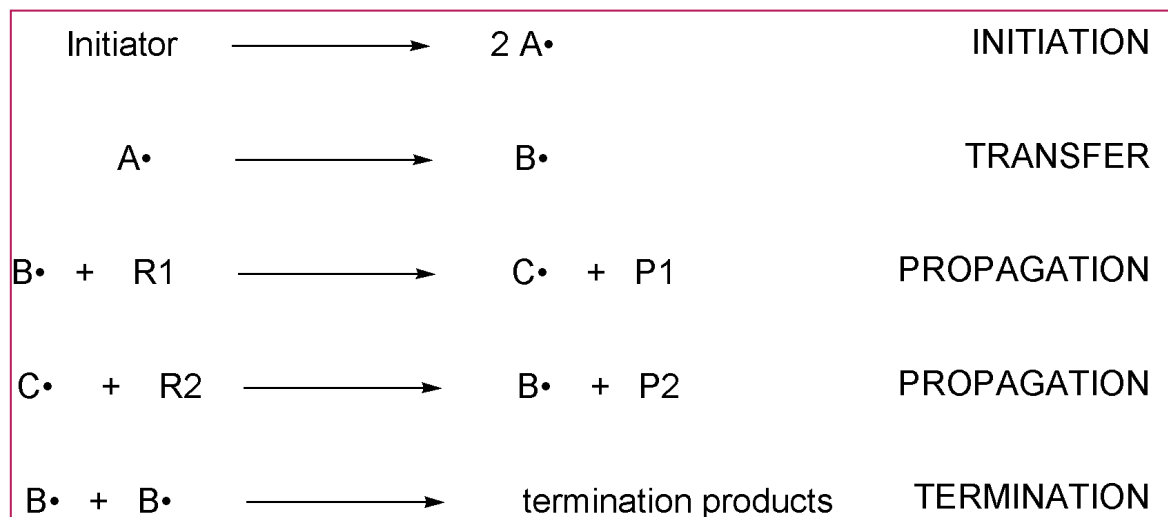 Initiator ⟶ 2 A• INITIATION
A• ⟶ B• TRANSFER
B• + R1 ⟶ C• + P1 PROPAGATION
C• + R2 ⟶ B• + P2 PROPAGATION
B• + B• ⟶ termination products TERMINATION